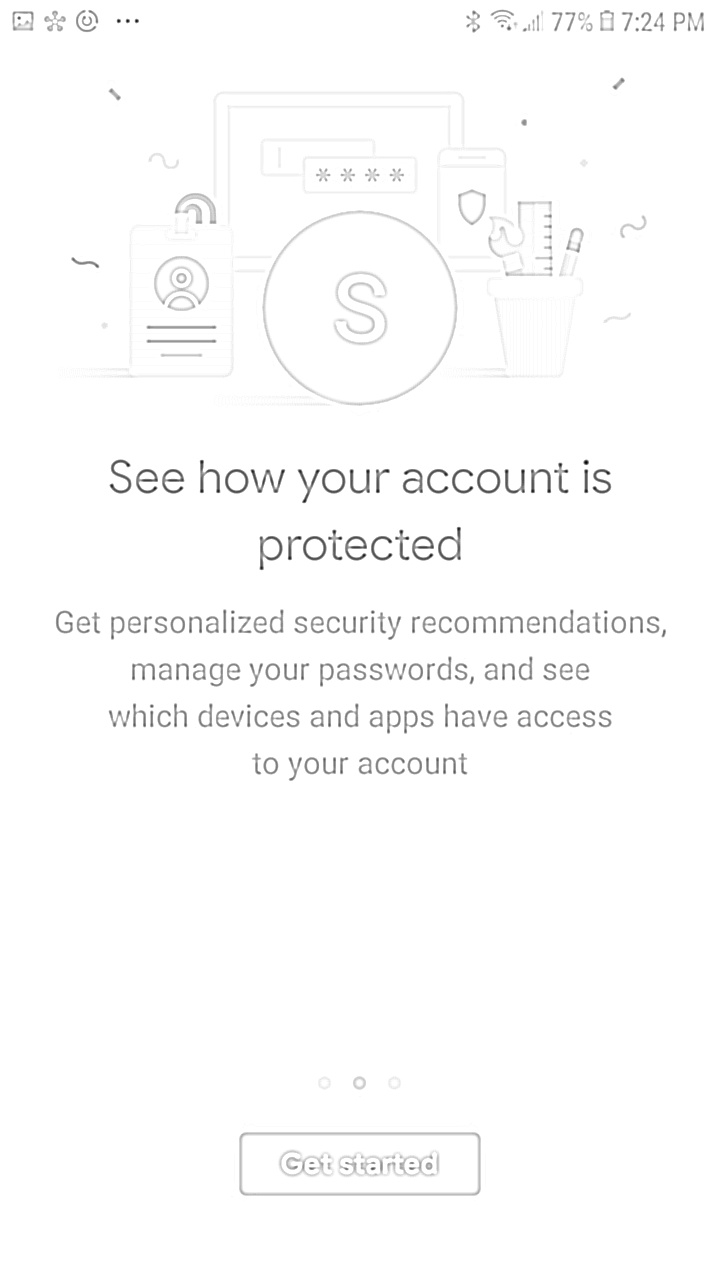 77% 7:24 PM
****
S
See how your account is
protected
Get personalized security recommendations,
manage your passwords, and see
which devices and apps have access
to your account
Get started